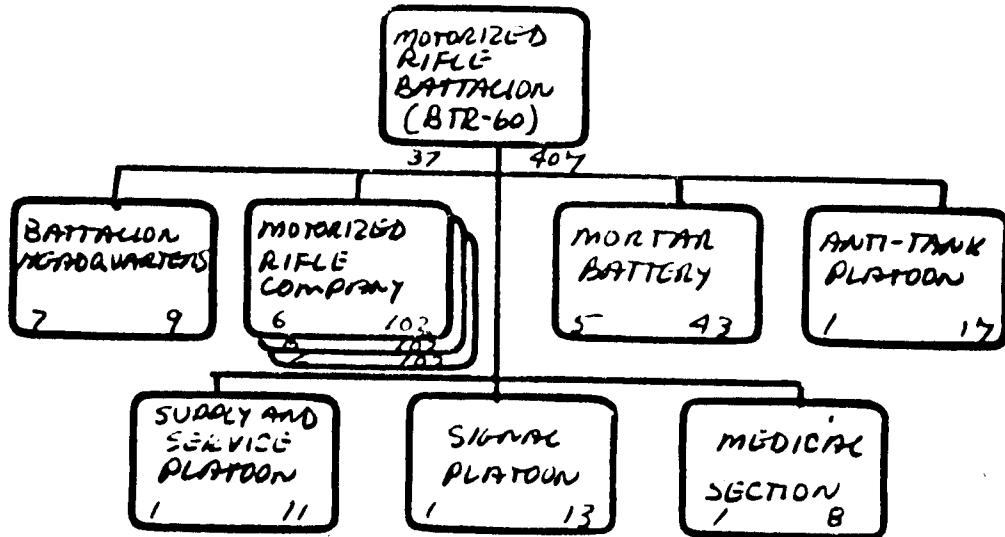 MOTORIZED
RIFLE
BATTALION
(BTR-60)
37 407
BATTALION
HEADQUARTERS
7 9
MOTORIZED
RIFLE
COMPANY
6 102
102
102
MORTAR
BATTERY
5 43
ANTI-TANK
PLATOON
1 17
SUPPLY AND
SERVICE
PLATOON
1 11
SIGNAL
PLATOON
1 13
MEDICAL
SECTION
1 8